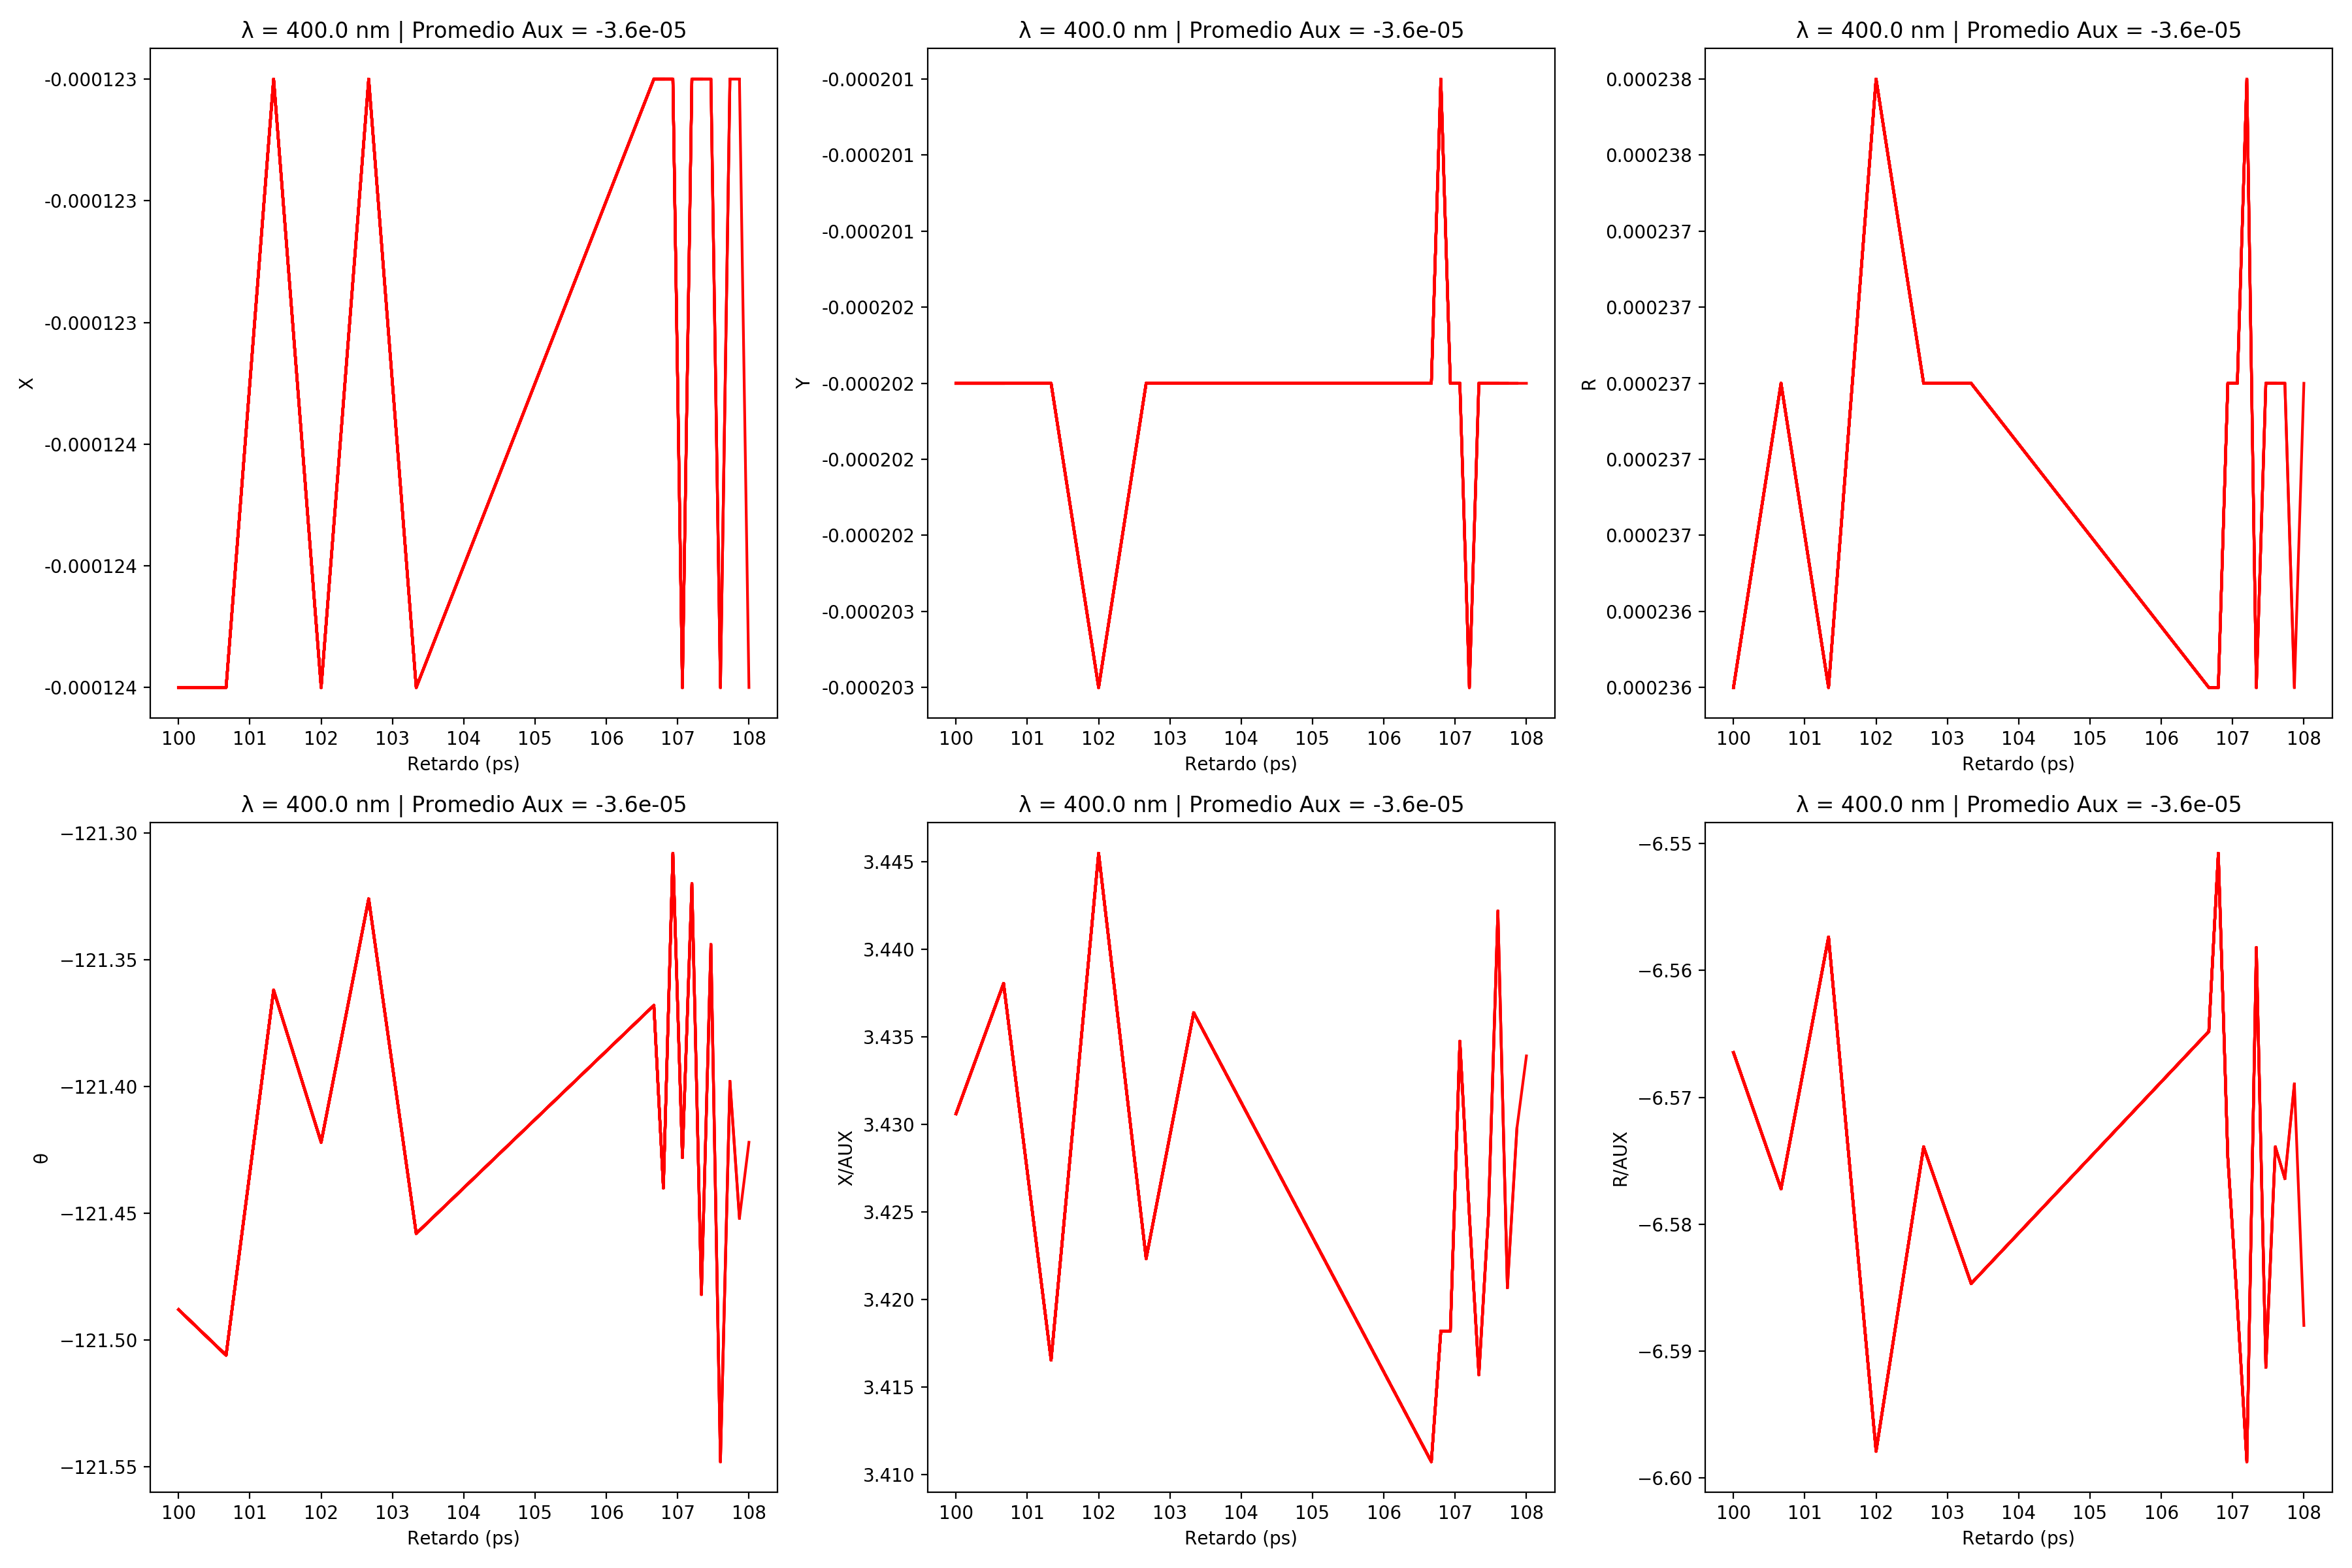 λ = 400.0 nm | Promedio Aux = -3.6e-05
-0.000123
-0.000123
-0.000123
-0.000124
-0.000124
-0.000124
X
100 101 102 103 104 105 106 107 108
Retardo (ps)
λ = 400.0 nm | Promedio Aux = -3.6e-05
-0.000201
-0.000201
-0.000201
-0.000202
-0.000202
-0.000202
-0.000202
-0.000203
-0.000203
Y
100 101 102 103 104 105 106 107 108
Retardo (ps)
λ = 400.0 nm | Promedio Aux = -3.6e-05
0.000238
0.000238
0.000237
0.000237
0.000237
0.000237
0.000237
0.000236
0.000236
R
100 101 102 103 104 105 106 107 108
Retardo (ps)
λ = 400.0 nm | Promedio Aux = -3.6e-05
−121.30
−121.35
−121.40
−121.45
−121.50
−121.55
θ
100 101 102 103 104 105 106 107 108
Retardo (ps)
λ = 400.0 nm | Promedio Aux = -3.6e-05
3.445
3.440
3.435
3.430
3.425
3.420
3.415
3.410
X/AUX
100 101 102 103 104 105 106 107 108
Retardo (ps)
λ = 400.0 nm | Promedio Aux = -3.6e-05
−6.55
−6.56
−6.57
−6.58
−6.59
−6.60
R/AUX
100 101 102 103 104 105 106 107 108
Retardo (ps)